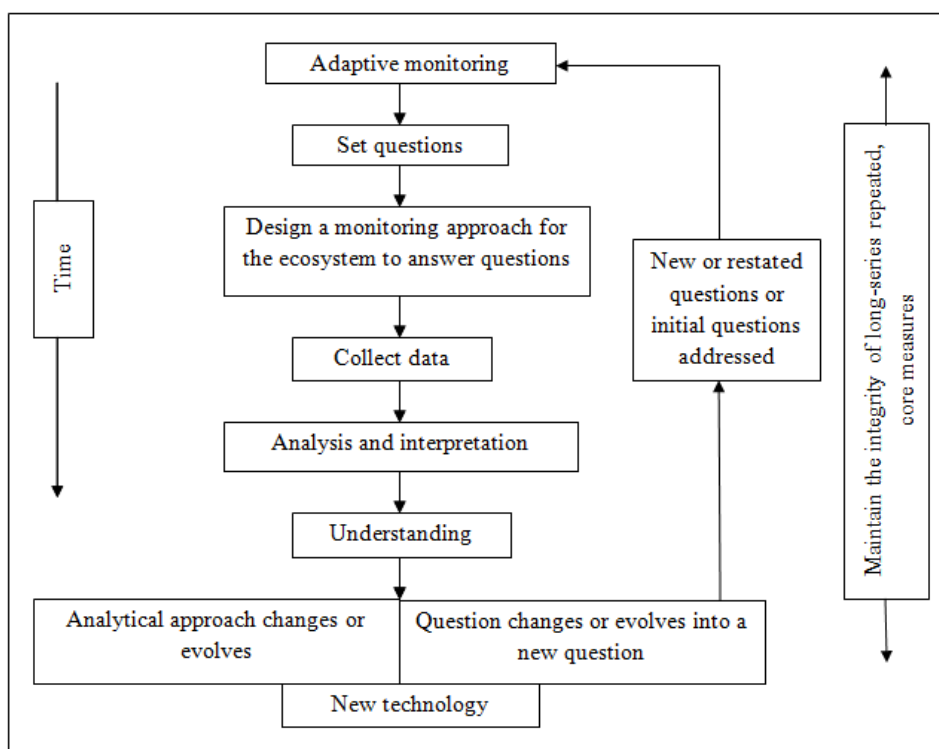 Adaptive monitoring
Set questions
Design a monitoring approach for
the ecosystem to answer questions
Collect data
Analysis and interpretation
Understanding
Analytical approach changes or
evolves
Question changes or evolves into a
new question
New technology
New or restated
questions or
initial questions
addressed
Time
Maintain the integrity of long-series repeated,
core measures